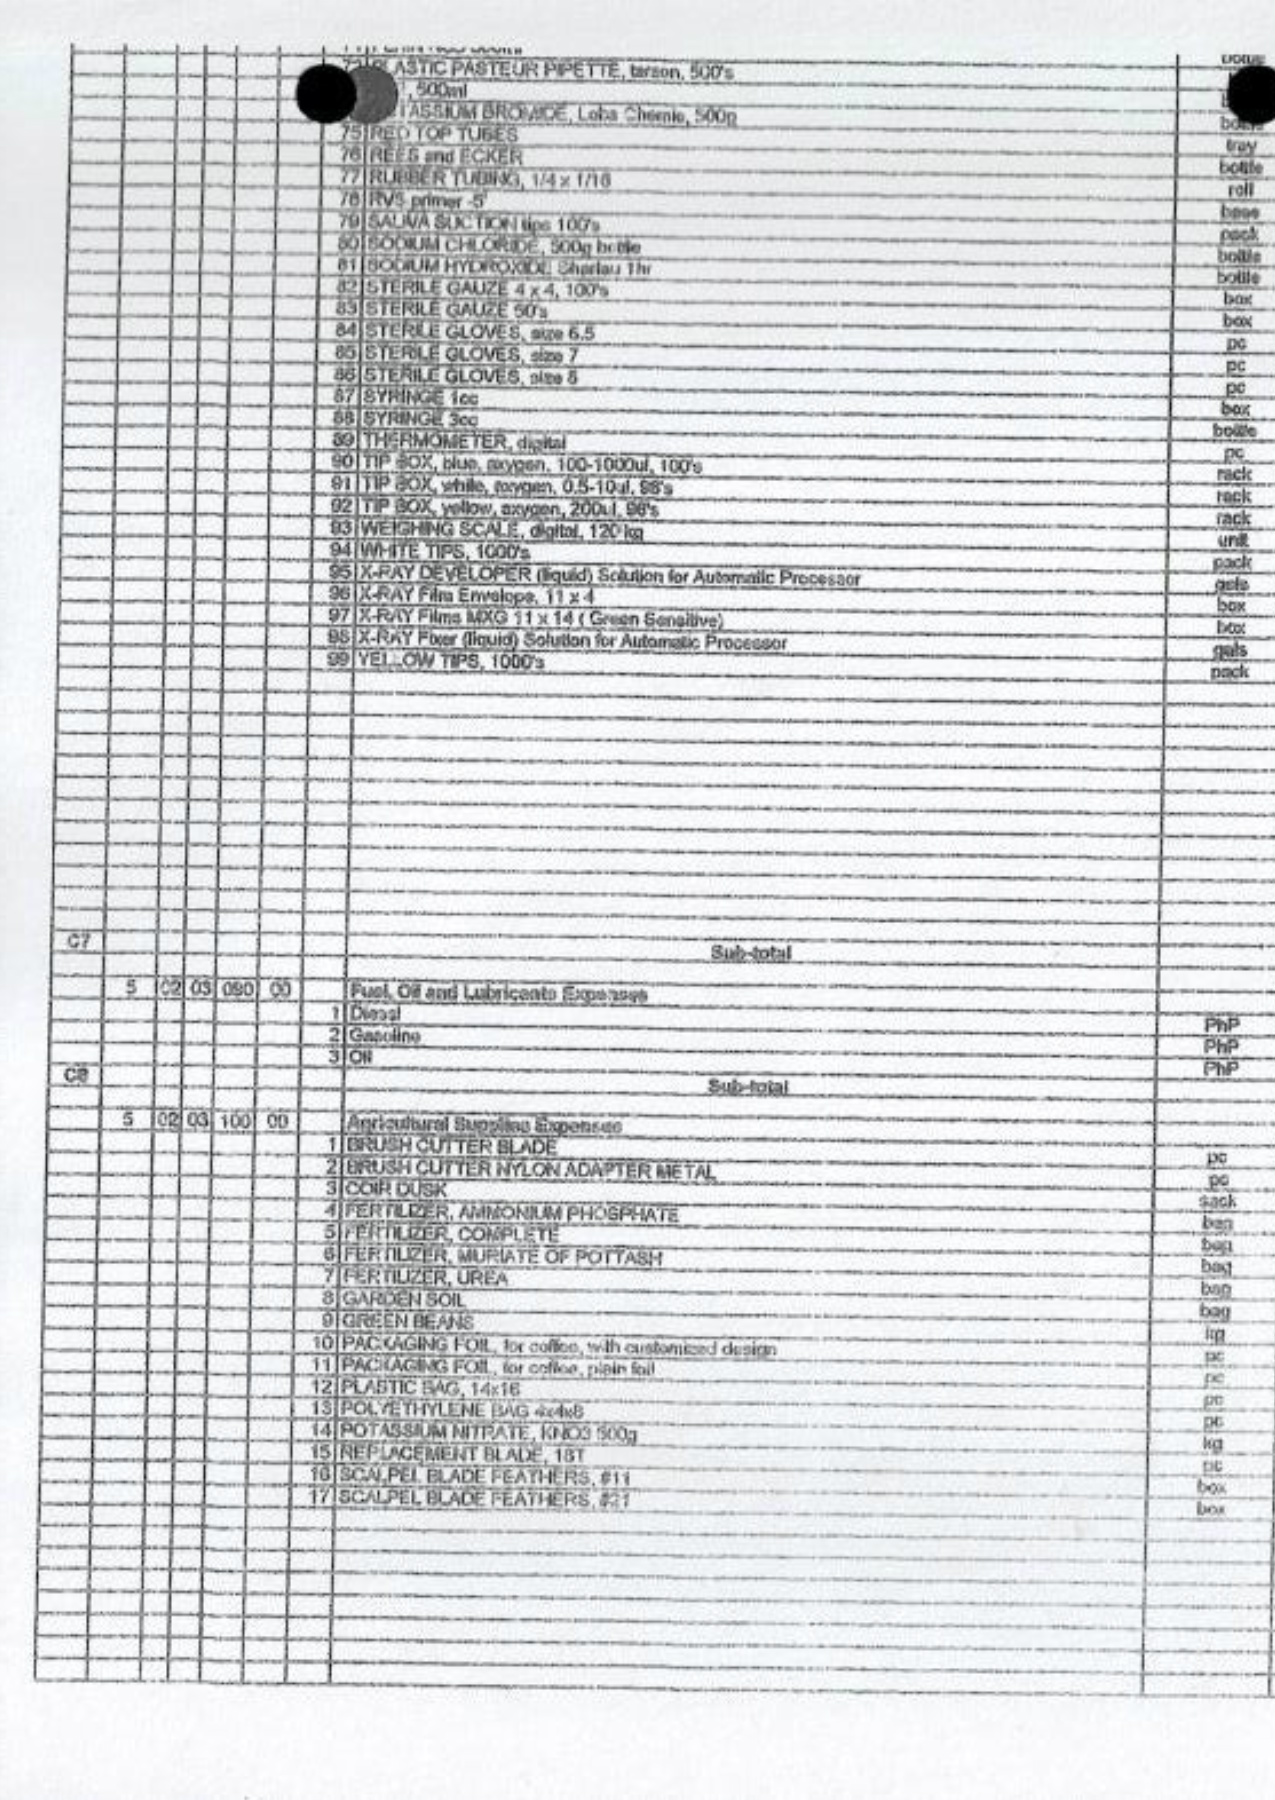 PLASTIC PASTEUR PIPETTE, tarson, 500's
, 500ml bottle
TASSIUM BROMIDE, Loba Chemie, 500g bottle
75 RED TOP TUBES tray
76 REES and ECKER bottle
77 RUBBER TUBING, 1/4 x 1/16 roll
78 RVS primer -5' base
79 SALIVA SUCTION tips 100's pack
80 SODIUM CHLORIDE, 500g bottle bottle
81 SODIUM HYDROXIDE Sharlau 1ltr bottle
82 STERILE GAUZE 4 x 4, 100's box
83 STERILE GAUZE 50's box
84 STERILE GLOVES, size 6.5 pc
85 STERILE GLOVES, size 7 pc
86 STERILE GLOVES, size 8 pc
87 SYRINGE 1cc box
88 SYRINGE 3cc bottle
89 THERMOMETER, digital pc
90 TIP BOX, blue, axygen, 100-1000ul, 100's rack
91 TIP BOX, white, axygen, 0.5-10ul, 96's rack
92 TIP BOX, yellow, axygen, 200ul, 96's rack
93 WEIGHING SCALE, digital, 120 kg unit
94 WHITE TIPS, 1000's pack
95 X-RAY DEVELOPER (liquid) Solution for Automatic Processor gals
96 X-RAY Film Envelope, 11 x 4 box
97 X-RAY Films MXG 11 x 14 ( Green Sensitive) box
98 X-RAY Fixer (liquid) Solution for Automatic Processor gals
99 YELLOW TIPS, 1000's pack
C7 Sub-total
5 02 03 090 00 Fuel, Oil and Lubricants Expenses
1 Diesel PhP
2 Gasoline PhP
3 Oil PhP
C8 Sub-total
5 02 03 100 00 Agricultural Supplies Expenses
1 BRUSH CUTTER BLADE pc
2 BRUSH CUTTER NYLON ADAPTER METAL pc
3 COIR DUSK sack
4 FERTILIZER, AMMONIUM PHOSPHATE bag
5 FERTILIZER, COMPLETE bag
6 FERTILIZER, MURIATE OF POTTASH bag
7 FERTILIZER, UREA bag
8 GARDEN SOIL bag
9 GREEN BEANS kg
10 PACKAGING FOIL, for coffee, with customized design pc
11 PACKAGING FOIL, for coffee, plain foil pc
12 PLASTIC BAG, 14x16 pc
13 POLYETHYLENE BAG 4x4x8 pc
14 POTASSIUM NITRATE, KNO3 500g kg
15 REPLACEMENT BLADE, 18T pc
16 SCALPEL BLADE FEATHERS, #11 box
17 SCALPEL BLADE FEATHERS, #21 box